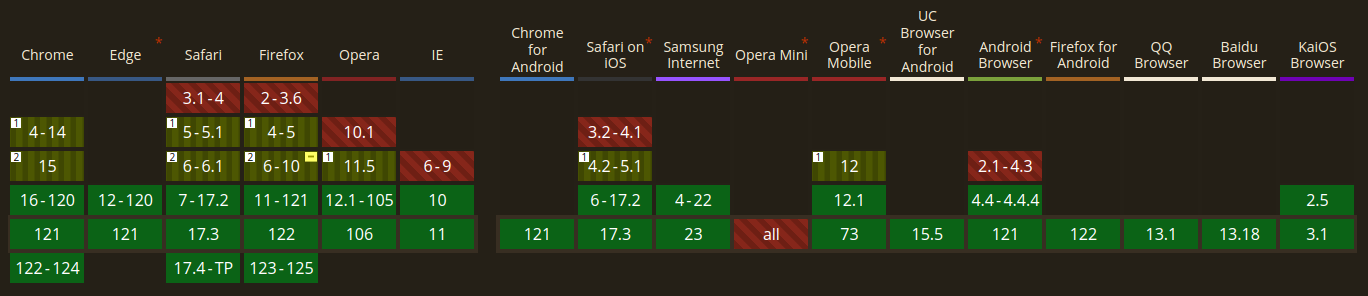 Chrome Edge * Safari Firefox Opera IE Chrome for Android Safari on iOS * Samsung Internet Opera Mini * Opera Mobile * UC Browser for Android Android Browser * Firefox for Android QQ Browser Baidu Browser KaiOS Browser
3.1-4 2-3.6
1 4-14 1 5-5.1 1 4-5 10.1 3.2-4.1
2 15 2 6-6.1 2 6-10 1 11.5 6-9 1 4.2-5.1 1 12 2.1-4.3
16-120 12-120 7-17.2 11-121 12.1-105 10 6-17.2 4-22 12.1 4.4-4.4.4 2.5
121 121 17.3 122 106 11 121 17.3 23 all 73 15.5 121 122 13.1 13.18 3.1
122-124 17.4-TP 123-125